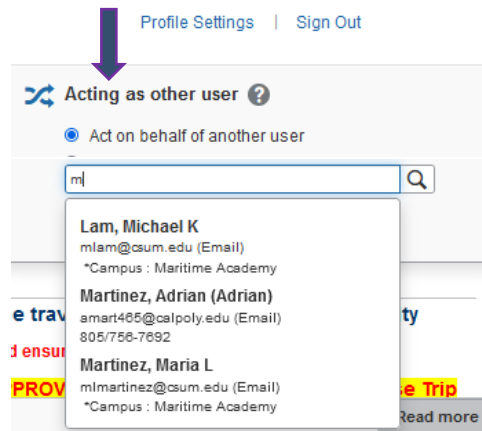 Profile Settings | Sign Out
Acting as other user ?
Act on behalf of another user
m
Lam, Michael K
mlam@csum.edu (Email)
*Campus : Maritime Academy
Martinez, Adrian (Adrian)
amart465@calpoly.edu (Email)
805/756-7692
Martinez, Maria L
mlmartinez@csum.edu (Email)
*Campus : Maritime Academy
e trav ty
d ensur
PPROV se Trip
Read more